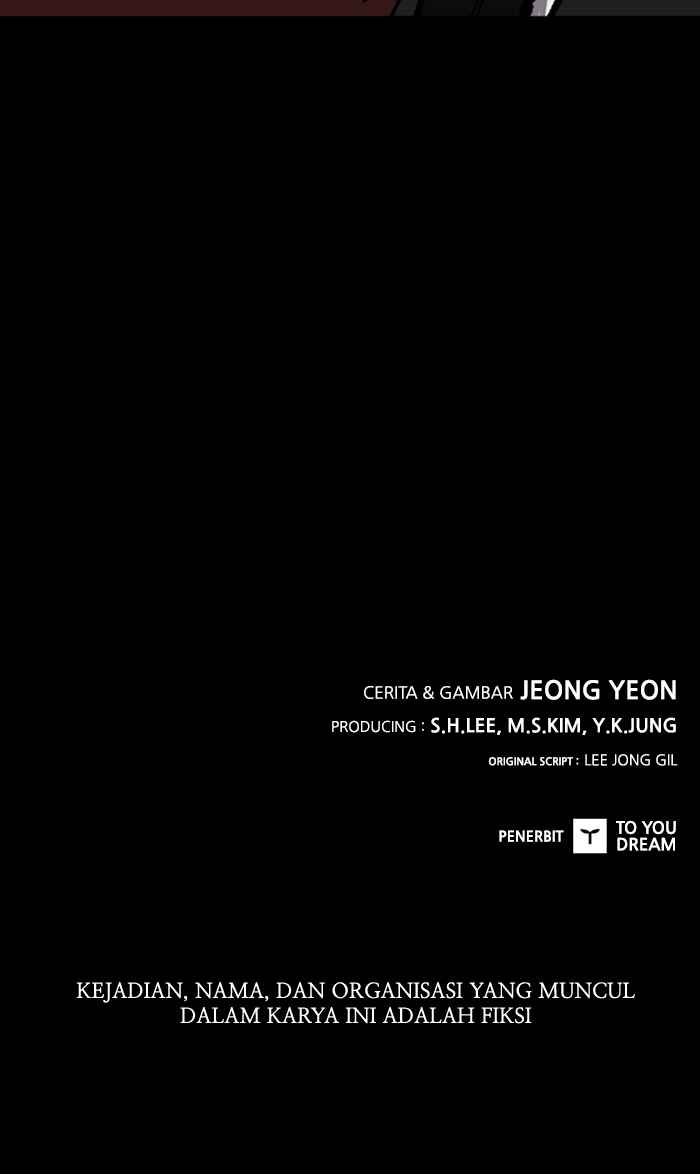 CERITA & GAMBAR JEONG YEON
PRODUCING : S.H.LEE, M.S.KIM, Y.K.JUNG
ORIGINAL SCRIPT : LEE JONG GIL
PENERBIT TO YOU
DREAM
KEJADIAN, NAMA, DAN ORGANISASI YANG MUNCUL
DALAM KARYA INI ADALAH FIKSI